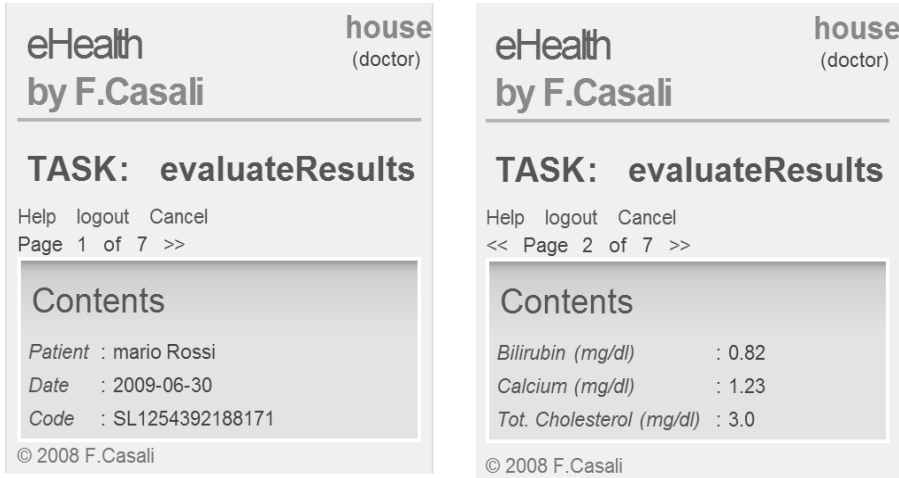 eHealth
house
(doctor)
by F.Casali
TASK: evaluateResults
Help logout Cancel
Page 1 of 7 >>
Contents
Patient : mario Rossi
Date : 2009-06-30
Code : SL1254392188171
© 2008 F.Casali
eHealth
house
(doctor)
by F.Casali
TASK: evaluateResults
Help logout Cancel
<< Page 2 of 7 >>
Contents
Bilirubin (mg/dl) : 0.82
Calcium (mg/dl) : 1.23
Tot. Cholesterol (mg/dl) : 3.0
© 2008 F.Casali